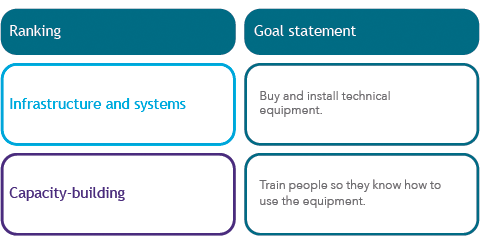 Ranking
Goal statement
Infrastructure and systems
Buy and install technical
equipment.
Capacity-building
Train people so they know how to
use the equipment.